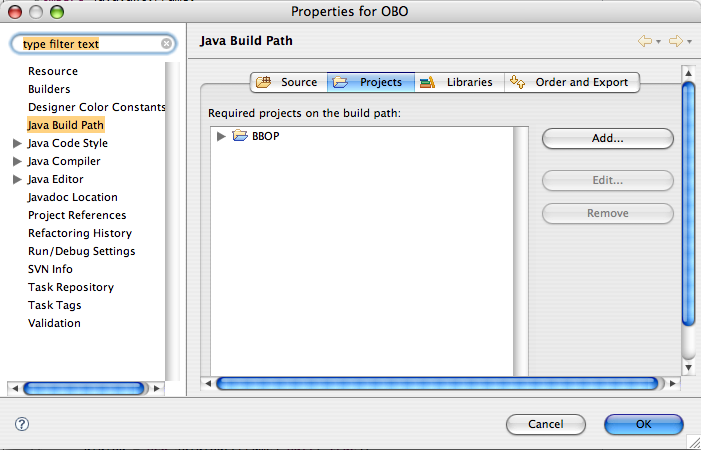 Properties for OBO
type filter text
Java Build Path
Resource
Builders
Designer Color Constants
Java Build Path
Java Code Style
Java Compiler
Java Editor
Javadoc Location
Project References
Refactoring History
Run/Debug Settings
SVN Info
Task Repository
Task Tags
Validation
Source
Projects
Libraries
Order and Export
Required projects on the build path:
BBOP
Add...
Edit...
Remove
?
Cancel
OK